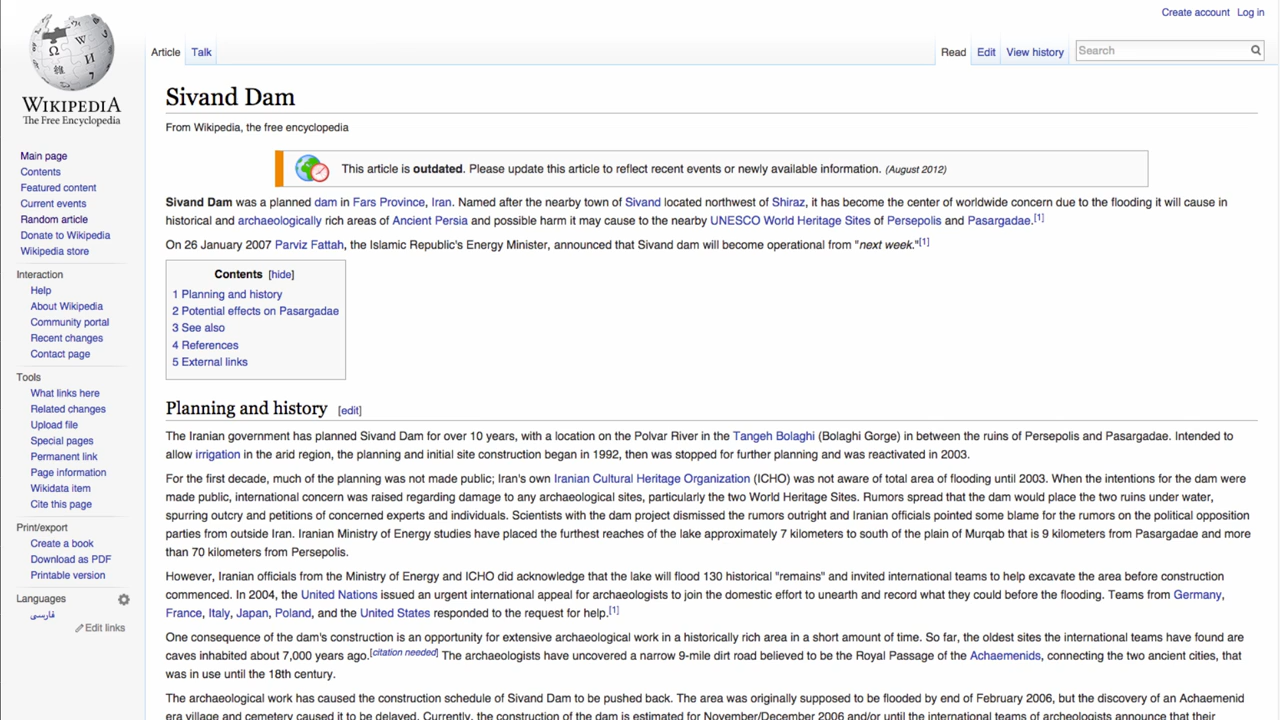 Create account Log in
Article Talk Read Edit View history Search
WIKIPEDIA
The Free Encyclopedia
Main page
Contents
Featured content
Current events
Random article
Donate to Wikipedia
Wikipedia store
Interaction
Help
About Wikipedia
Community portal
Recent changes
Contact page
Tools
What links here
Related changes
Upload file
Special pages
Permanent link
Page information
Wikidata item
Cite this page
Print/export
Create a book
Download as PDF
Printable version
Languages
فارسی
Edit links
Sivand Dam
From Wikipedia, the free encyclopedia
This article is outdated. Please update this article to reflect recent events or newly available information. (August 2012)
Sivand Dam was a planned dam in Fars Province, Iran. Named after the nearby town of Sivand located northwest of Shiraz, it has become the center of worldwide concern due to the flooding it will cause in
historical and archaeologically rich areas of Ancient Persia and possible harm it may cause to the nearby UNESCO World Heritage Sites of Persepolis and Pasargadae.[1]
On 26 January 2007 Parviz Fattah, the Islamic Republic's Energy Minister, announced that Sivand dam will become operational from "next week."[1]
Contents [hide]
1 Planning and history
2 Potential effects on Pasargadae
3 See also
4 References
5 External links
Planning and history [edit]
The Iranian government has planned Sivand Dam for over 10 years, with a location on the Polvar River in the Tangeh Bolaghi (Bolaghi Gorge) in between the ruins of Persepolis and Pasargadae. Intended to
allow irrigation in the arid region, the planning and initial site construction began in 1992, then was stopped for further planning and was reactivated in 2003.
For the first decade, much of the planning was not made public; Iran's own Iranian Cultural Heritage Organization (ICHO) was not aware of total area of flooding until 2003. When the intentions for the dam were
made public, international concern was raised regarding damage to any archaeological sites, particularly the two World Heritage Sites. Rumors spread that the dam would place the two ruins under water,
spurring outcry and petitions of concerned experts and individuals. Scientists with the dam project dismissed the rumors outright and Iranian officials pointed some blame for the rumors on the political opposition
parties from outside Iran. Iranian Ministry of Energy studies have placed the furthest reaches of the lake approximately 7 kilometers to south of the plain of Murqab that is 9 kilometers from Pasargadae and more
than 70 kilometers from Persepolis.
However, Iranian officials from the Ministry of Energy and ICHO did acknowledge that the lake will flood 130 historical "remains" and invited international teams to help excavate the area before construction
commenced. In 2004, the United Nations issued an urgent international appeal for archaeologists to join the domestic effort to unearth and record what they could before the flooding. Teams from Germany,
France, Italy, Japan, Poland, and the United States responded to the request for help.[1]
One consequence of the dam's construction is an opportunity for extensive archaeological work in a historically rich area in a short amount of time. So far, the oldest sites the international teams have found are
caves inhabited about 7,000 years ago.[citation needed] The archaeologists have uncovered a narrow 9-mile dirt road believed to be the Royal Passage of the Achaemenids, connecting the two ancient cities, that
was in use until the 18th century.
The archaeological work has caused the construction schedule of Sivand Dam to be pushed back. The area was originally supposed to be flooded by end of February 2006, but the discovery of an Achaemenid
era village and cemetery caused it to be delayed. Currently, the construction of the dam is estimated for November/December 2006 and/or until the international teams of archeologists announce that their